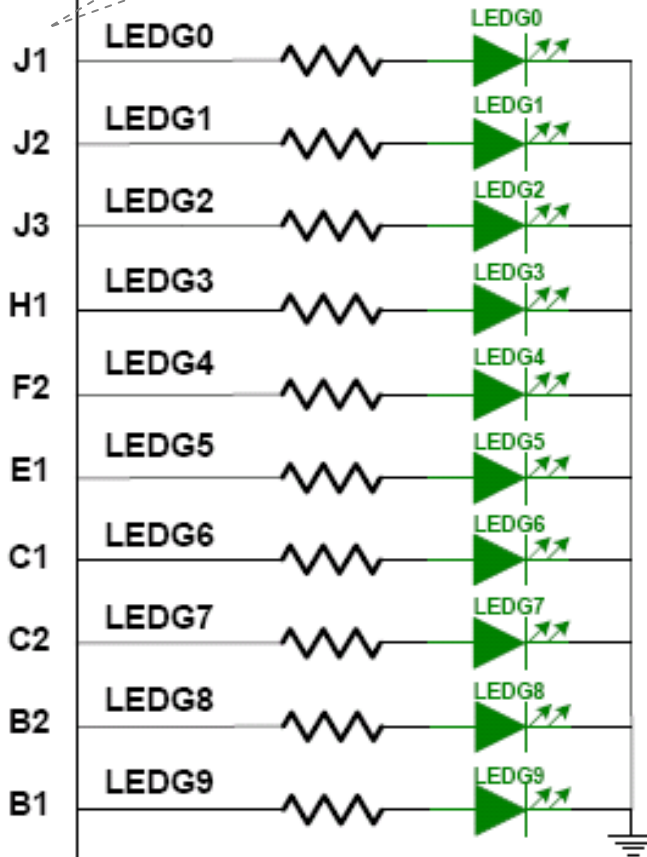 LEDG0
J1 LEDG0
LEDG1
J2 LEDG1
LEDG2
J3 LEDG2
LEDG3
H1 LEDG3
LEDG4
F2 LEDG4
LEDG5
E1 LEDG5
LEDG6
C1 LEDG6
LEDG7
C2 LEDG7
LEDG8
B2 LEDG8
LEDG9
B1 LEDG9